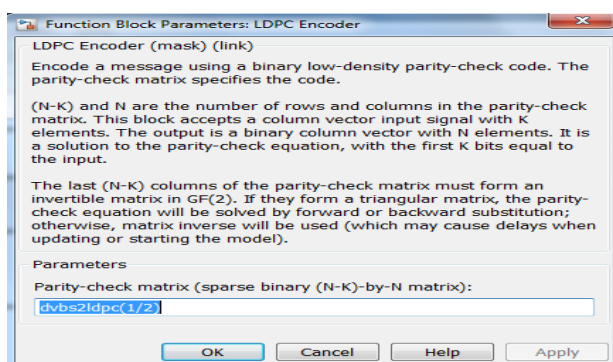 Function Block Parameters: LDPC Encoder
LDPC Encoder (mask) (link)
Encode a message using a binary low-density parity-check code. The
parity-check matrix specifies the code.
(N-K) and N are the number of rows and columns in the parity-check
matrix. This block accepts a column vector input signal with K
elements. The output is a binary column vector with N elements. It is
a solution to the parity-check equation, with the first K bits equal to
the input.
The last (N-K) columns of the parity-check matrix must form an
invertible matrix in GF(2). If they form a triangular matrix, the parity-
check equation will be solved by forward or backward substitution;
otherwise, matrix inverse will be used (which may cause delays when
updating or starting the model).
Parameters
Parity-check matrix (sparse binary (N-K)-by-N matrix):
dvbs2ldpc(1/2)
OK Cancel Help Apply